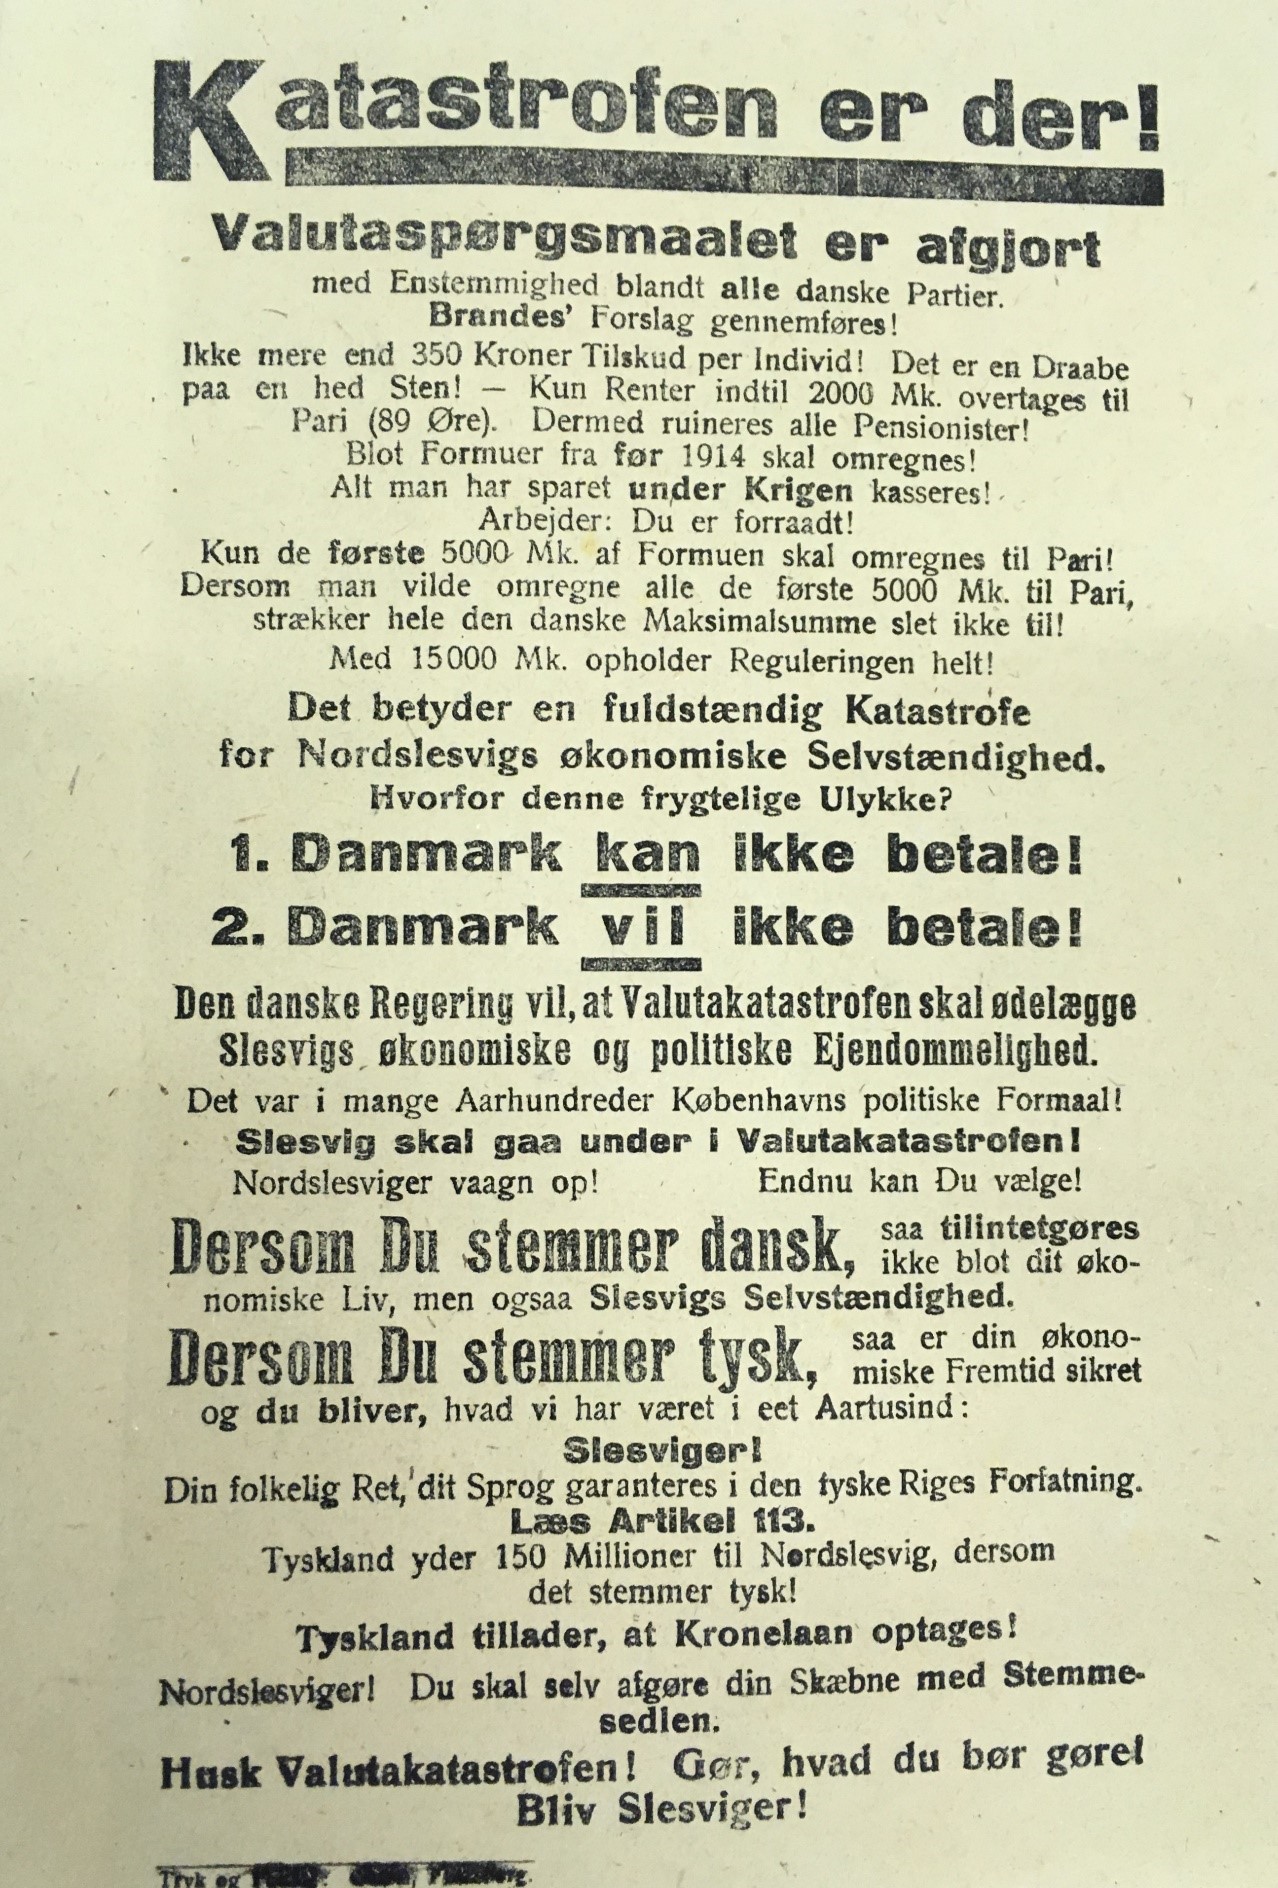 Katastrofen er der!
Valutaspørgsmaalet er afgjort
med Enstemmighed blandt alle danske Partier.
Brandes' Forslag gennemføres!
Ikke mere end 350 Kroner Tilskud per Individ! Det er en Draabe
paa en hed Sten! — Kun Renter indtil 2000 Mk. overtages til
Pari (89 Øre). Dermed ruineres alle Pensionister!
Blot Formuer fra før 1914 skal omregnes!
Alt man har sparet under Krigen kasseres!
Arbejder: Du er forraadt!
Kun de første 5000 Mk. af Formuen skal omregnes til Pari!
Dersom man vilde omregne alle de første 5000 Mk. til Pari,
strækker hele den danske Maksimalsumme slet ikke til!
Med 15000 Mk. opholder Reguleringen helt!
Det betyder en fuldstændig Katastrofe
for Nordslesvigs økonomiske Selvstændighed.
Hvorfor denne frygtelige Ulykke?
1. Danmark kan ikke betale!
2. Danmark vil ikke betale!
Den danske Regering vil, at Valutakatastrofen skal ødelægge
Slesvigs økonomiske og politiske Ejendommelighed.
Det var i mange Aarhundreder Københavns politiske Formaal!
Slesvig skal gaa under i Valutakatastrofen!
Nordslesviger vaagn op! Endnu kan Du vælge!
Dersom Du stemmer dansk, saa tilintetgøres
ikke blot dit øko-
nomiske Liv, men ogsaa Slesvigs Selvstændighed.
Dersom Du stemmer tysk, saa er din økono-
miske Fremtid sikret
og du bliver, hvad vi har været i eet Aartusind:
Slesviger!
Din folkelig Ret, dit Sprog garanteres i den tyske Riges Forfatning.
Læs Artikel 113.
Tyskland yder 150 Millioner til Nordslesvig, dersom
det stemmer tysk!
Tyskland tillader, at Kronelaan optages!
Nordslesviger! Du skal selv afgøre din Skæbne med Stemme-
sedlen.
Husk Valutakatastrofen! Gør, hvad du bør gøre!
Bliv Slesviger!
Tryk og